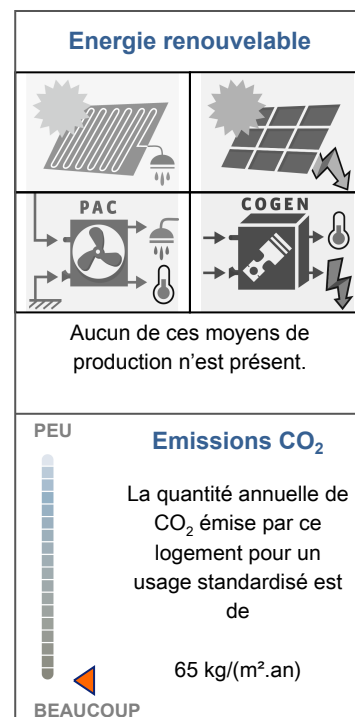 Energie renouvelable
PAC
COGEN
Aucun de ces moyens de
production n’est présent.
PEU
Emissions CO₂
La quantité annuelle de
CO₂ émise par ce
logement pour un
usage standardisé est
de
65 kg/(m².an)
BEAUCOUP